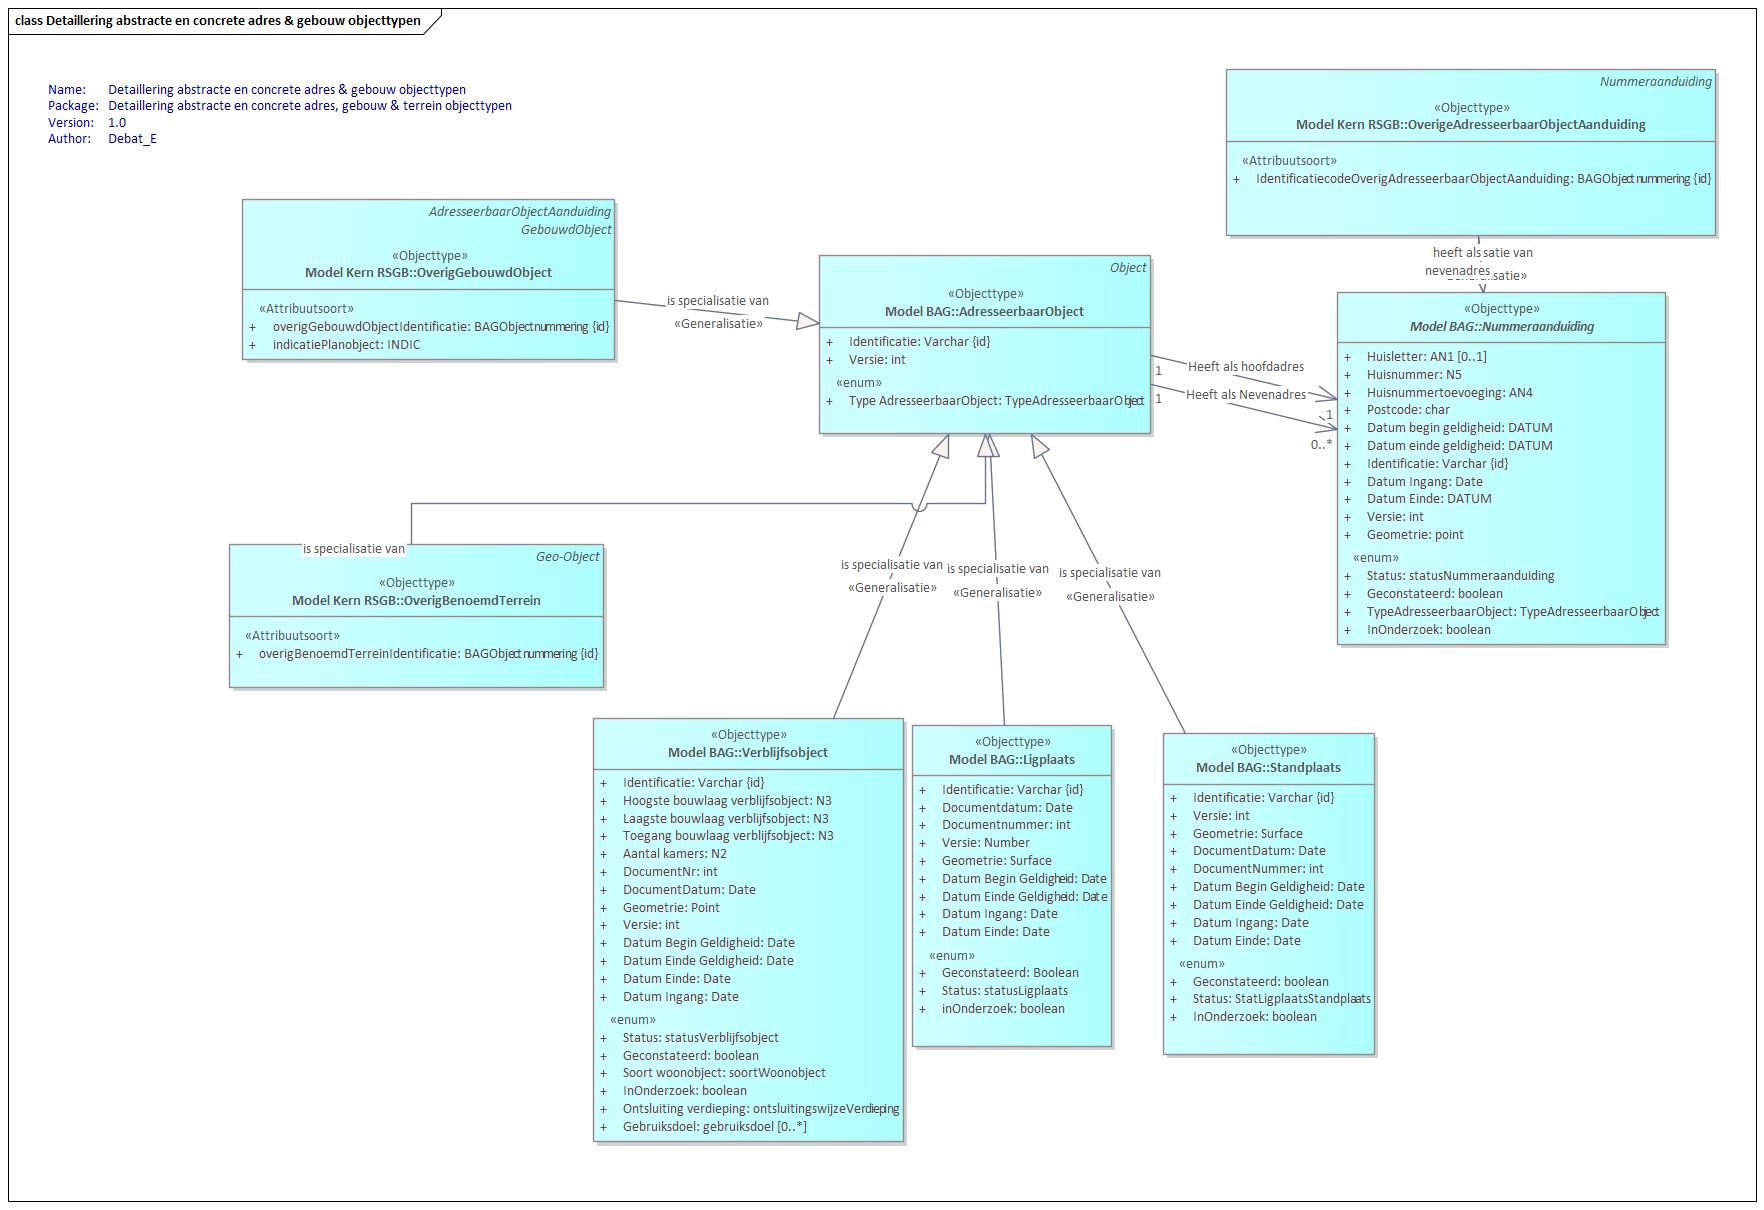 class Detaillering abstracte en concrete adres & gebouw objecttypen
Name: Detaillering abstracte en concrete adres & gebouw objecttypen
Package: Detaillering abstracte en concrete adres, gebouw & terrein objecttypen
Version: 1.0
Author: Debat_E
Nummeraanduiding
«Objecttype»
Model Kern RSGB::OverigeAdresseerbaarObjectAanduiding
«Attribuutsoort»
+ IdentificatiecodeOverigAdresseerbaarObjectAanduiding: BAGObjectnummering {id}
AdresseerbaarObjectAanduiding
GebouwdObject
«Objecttype»
Model Kern RSGB::OverigGebouwdObject
«Attribuutsoort»
+ overigGebouwdObjectIdentificatie: BAGObjectnummering {id}
+ indicatiePlanobject: INDIC
is specialisatie van
«Generalisatie»
Object
«Objecttype»
Model BAG::AdresseerbaarObject
+ Identificatie: Varchar {id}
+ Versie: int
«enum»
+ Type AdresseerbaarObject: TypeAdresseerbaarObject
heeft als satie van
nevenadres
isatie»
1
Heeft als hoofdadres
1
1
Heeft als Nevenadres
0..*
«Objecttype»
Model BAG::Nummeraanduiding
+ Huisletter: AN1 [0..1]
+ Huisnummer: N5
+ Huisnummertoevoeging: AN4
+ Postcode: char
+ Datum begin geldigheid: DATUM
+ Datum einde geldigheid: DATUM
+ Identificatie: Varchar {id}
+ Datum Ingang: Date
+ Datum Einde: DATUM
+ Versie: int
+ Geometrie: point
«enum»
+ Status: statusNummeraanduiding
+ Geconstateerd: boolean
+ TypeAdresseerbaarObject: TypeAdresseerbaarObject
+ InOnderzoek: boolean
is specialisatie van
Geo-Object
«Objecttype»
Model Kern RSGB::OverigBenoemdTerrein
«Attribuutsoort»
+ overigBenoemdTerreinIdentificatie: BAGObjectnummering {id}
is specialisatie van
«Generalisatie»
is specialisatie van
«Generalisatie»
is specialisatie van
«Generalisatie»
«Objecttype»
Model BAG::Verblijfsobject
+ Identificatie: Varchar {id}
+ Hoogste bouwlaag verblijfsobject: N3
+ Laagste bouwlaag verblijfsobject: N3
+ Toegang bouwlaag verblijfsobject: N3
+ Aantal kamers: N2
+ DocumentNr: int
+ DocumentDatum: Date
+ Geometrie: Point
+ Versie: int
+ Datum Begin Geldigheid: Date
+ Datum Einde Geldigheid: Date
+ Datum Einde: Date
+ Datum Ingang: Date
«enum»
+ Status: statusVerblijfsobject
+ Geconstateerd: boolean
+ Soort woonobject: soortWoonobject
+ InOnderzoek: boolean
+ Ontsluiting verdieping: ontsluitingswijzeVerdieping
+ Gebruiksdoel: gebruiksdoel [0..*]
«Objecttype»
Model BAG::Ligplaats
+ Identificatie: Varchar {id}
+ Documentdatum: Date
+ Documentnummer: int
+ Versie: Number
+ Geometrie: Surface
+ Datum Begin Geldigheid: Date
+ Datum Einde Geldigheid: Date
+ Datum Ingang: Date
+ Datum Einde: Date
«enum»
+ Geconstateerd: Boolean
+ Status: statusLigplaats
+ inOnderzoek: boolean
«Objecttype»
Model BAG::Standplaats
+ Identificatie: Varchar {id}
+ Versie: int
+ Geometrie: Surface
+ DocumentDatum: Date
+ DocumentNummer: int
+ Datum Begin Geldigheid: Date
+ Datum Einde Geldigheid: Date
+ Datum Ingang: Date
+ Datum Einde: Date
«enum»
+ Geconstateerd: boolean
+ Status: StatLigplaatsStandplaats
+ InOnderzoek: boolean